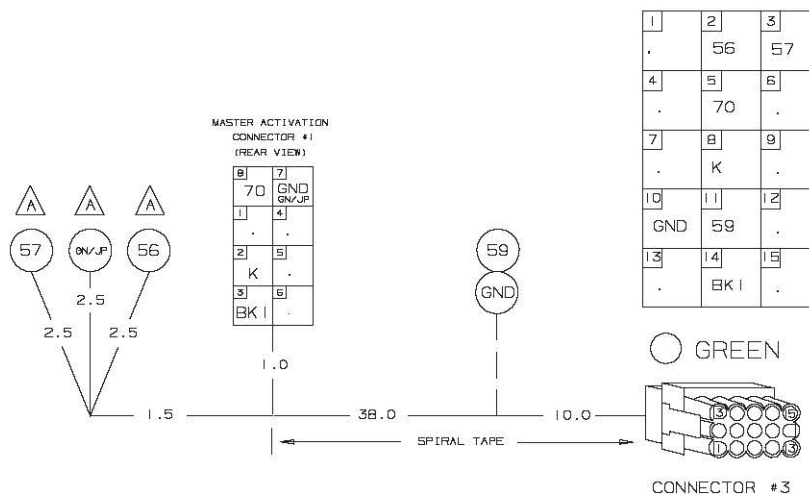 1 2 3
. 56 57
4 5 6
. 70 .
7 8 9
. K .
10 11 12
GND 59 .
13 14 15
. BK1 .
MASTER ACTIVATION
CONNECTOR #1
(REAR VIEW)
8 7
70 GND
GN/JP
1 4
. .
2 5
K .
3 6
BK1 .
A A A
57 GN/JP 56
2.5
2.5 2.5
59
GND
1.0
1.5 38.0 10.0
SPIRAL TAPE
GREEN
13 15
1 3
CONNECTOR #3